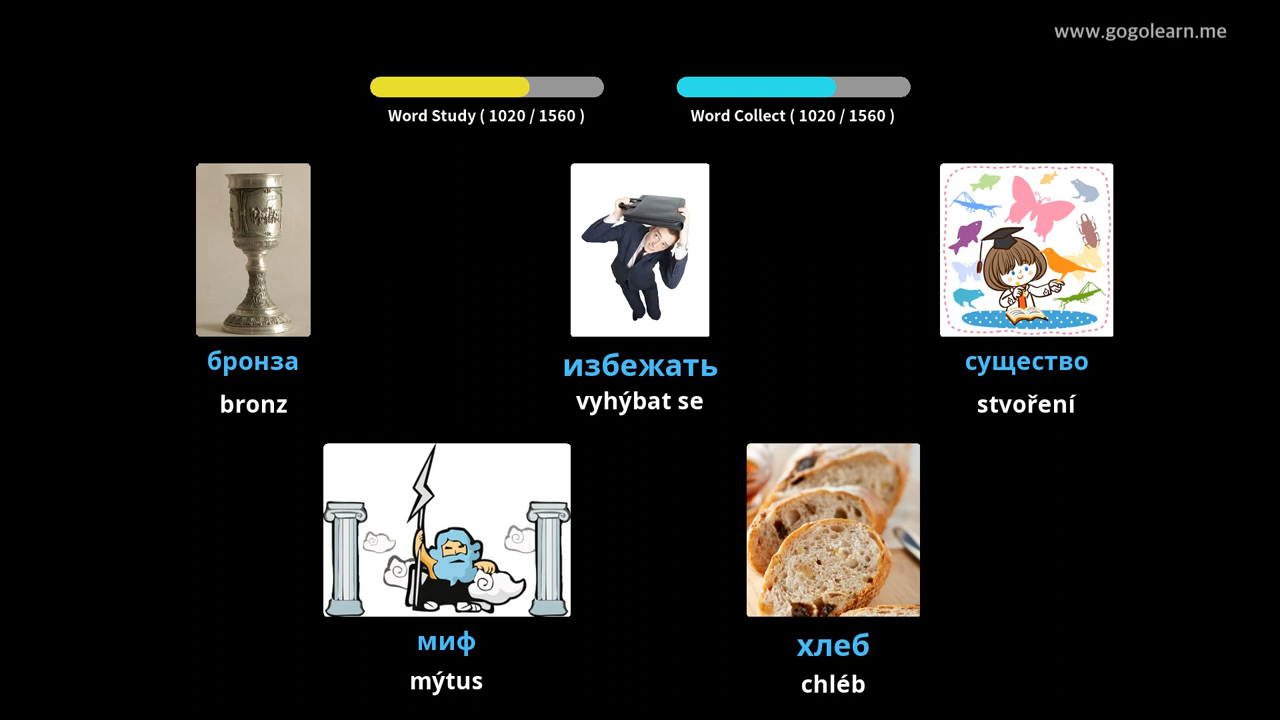 www.gogolearn.me
Word Study ( 1020 / 1560 )
Word Collect ( 1020 / 1560 )
бронза
bronz
избежать
vyhýbat se
существо
stvoření
миф
mýtus
хлеб
chléb